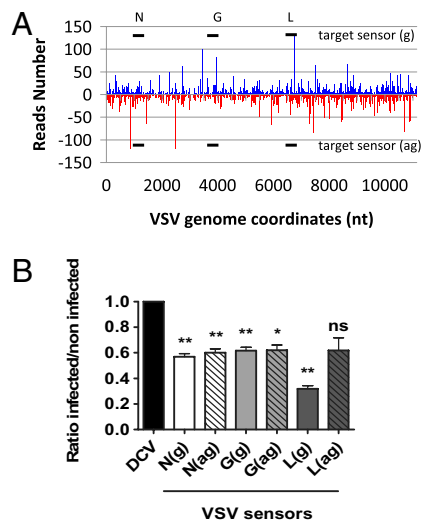 A
N G L
target sensor (g)
150
100
50
0
-50
-100
-150
Reads Number
target sensor (ag)
0 2000 4000 6000 8000 10000
VSV genome coordinates (nt)
B
Ratio infected/non infected
1.0
0.8
0.6
0.4
0.2
0.0
** ** ** * ** ns
DCV N(g) N(ag) G(g) G(ag) L(g) L(ag)
VSV sensors